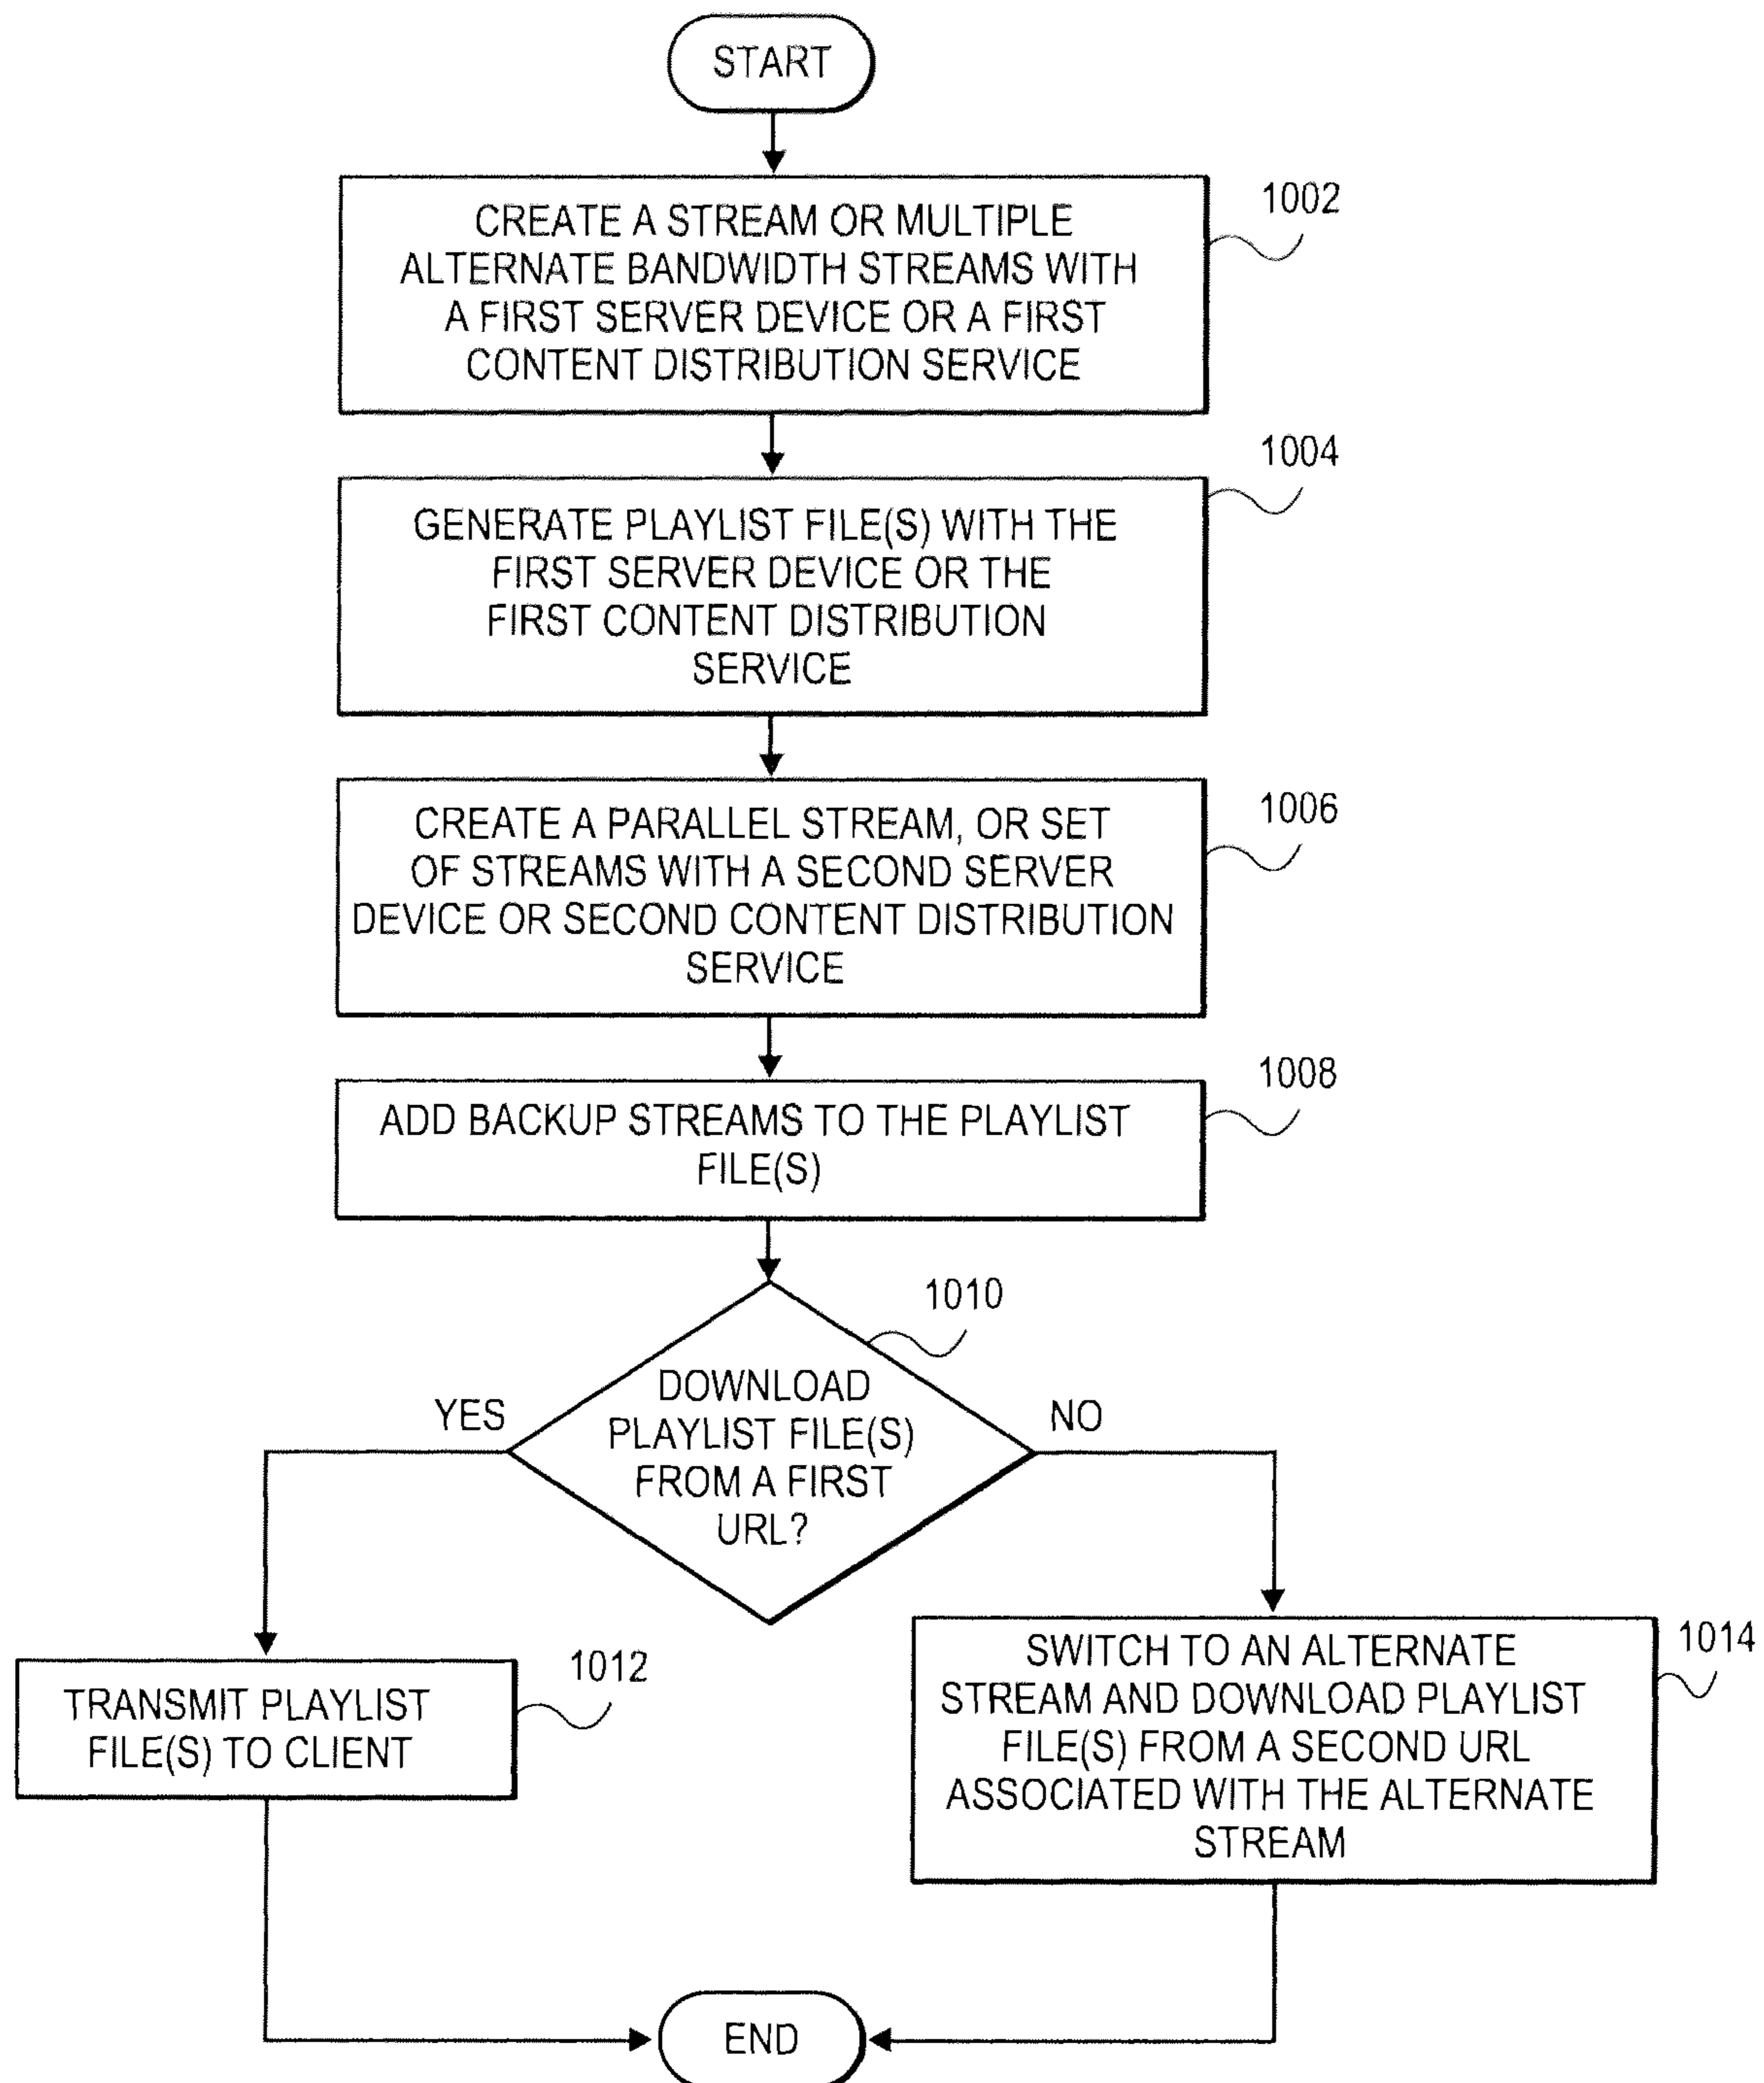 START
CREATE A STREAM OR MULTIPLE
ALTERNATE BANDWIDTH STREAMS WITH
A FIRST SERVER DEVICE OR A FIRST
CONTENT DISTRIBUTION SERVICE
1002
GENERATE PLAYLIST FILE(S) WITH THE
FIRST SERVER DEVICE OR THE
FIRST CONTENT DISTRIBUTION
SERVICE
1004
CREATE A PARALLEL STREAM, OR SET
OF STREAMS WITH A SECOND SERVER
DEVICE OR SECOND CONTENT DISTRIBUTION
SERVICE
1006
ADD BACKUP STREAMS TO THE PLAYLIST
FILE(S)
1008
DOWNLOAD
PLAYLIST FILE(S)
FROM A FIRST
URL?
1010
YES
NO
TRANSMIT PLAYLIST
FILE(S) TO CLIENT
1012
SWITCH TO AN ALTERNATE
STREAM AND DOWNLOAD PLAYLIST
FILE(S) FROM A SECOND URL
ASSOCIATED WITH THE ALTERNATE
STREAM
1014
END